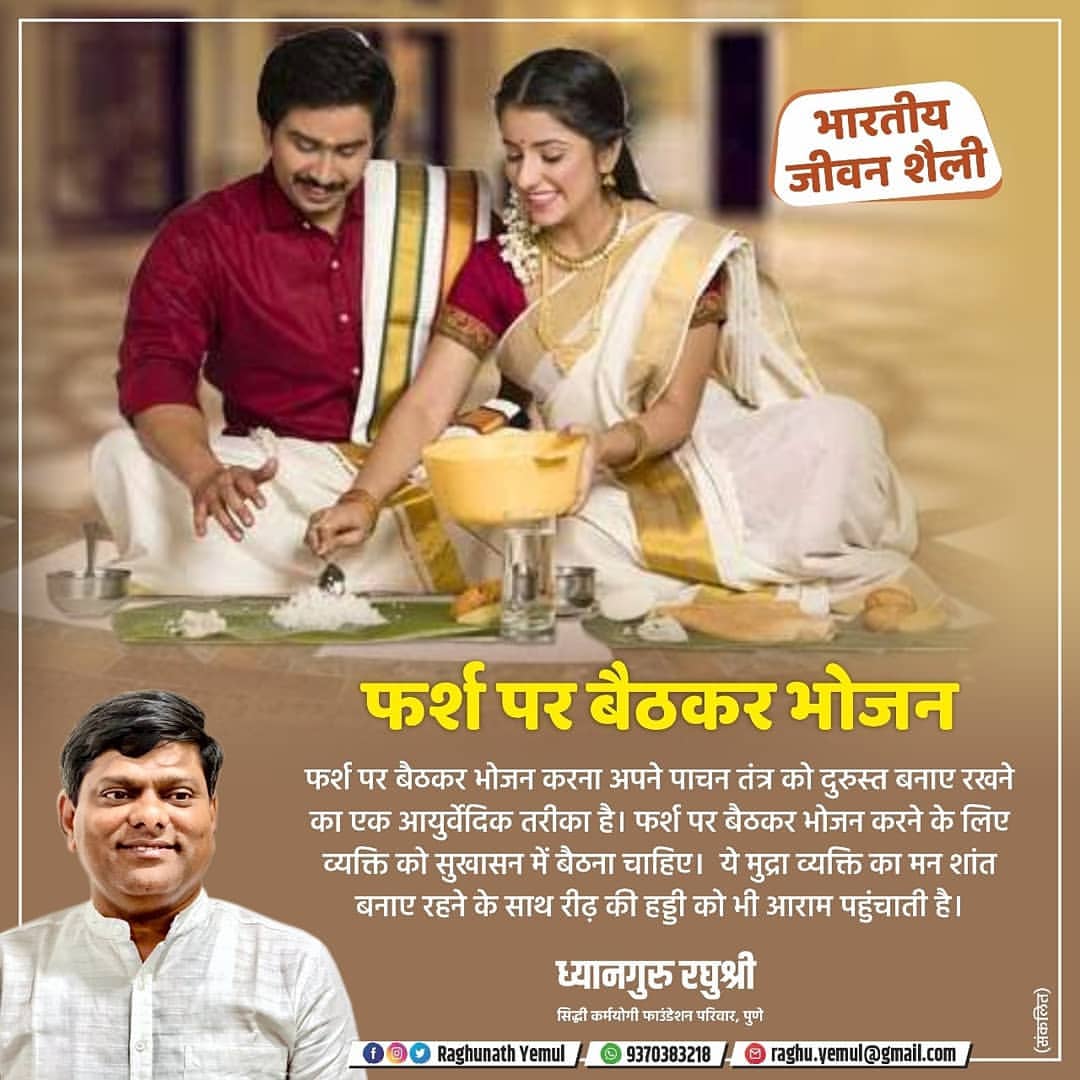 भारतीय
जीवन शैली
फर्श पर बैठकर भोजन
फर्श पर बैठकर भोजन करना अपने पाचन तंत्र को दुरुस्त बनाए रखने
का एक आयुर्वेदिक तरीका है। फर्श पर बैठकर भोजन करने के लिए
व्यक्ति को सुखासन में बैठना चाहिए। ये मुद्रा व्यक्ति का मन शांत
बनाए रहने के साथ रीढ़ की हड्डी को भी आराम पहुंचाती है।
ध्यानगुरु रघुश्री
सिद्धी कर्मयोगी फाउंडेशन परिवार, पुणे
Raghunath Yemul
9370383218
raghu.yemul@gmail.com
(संकलित)